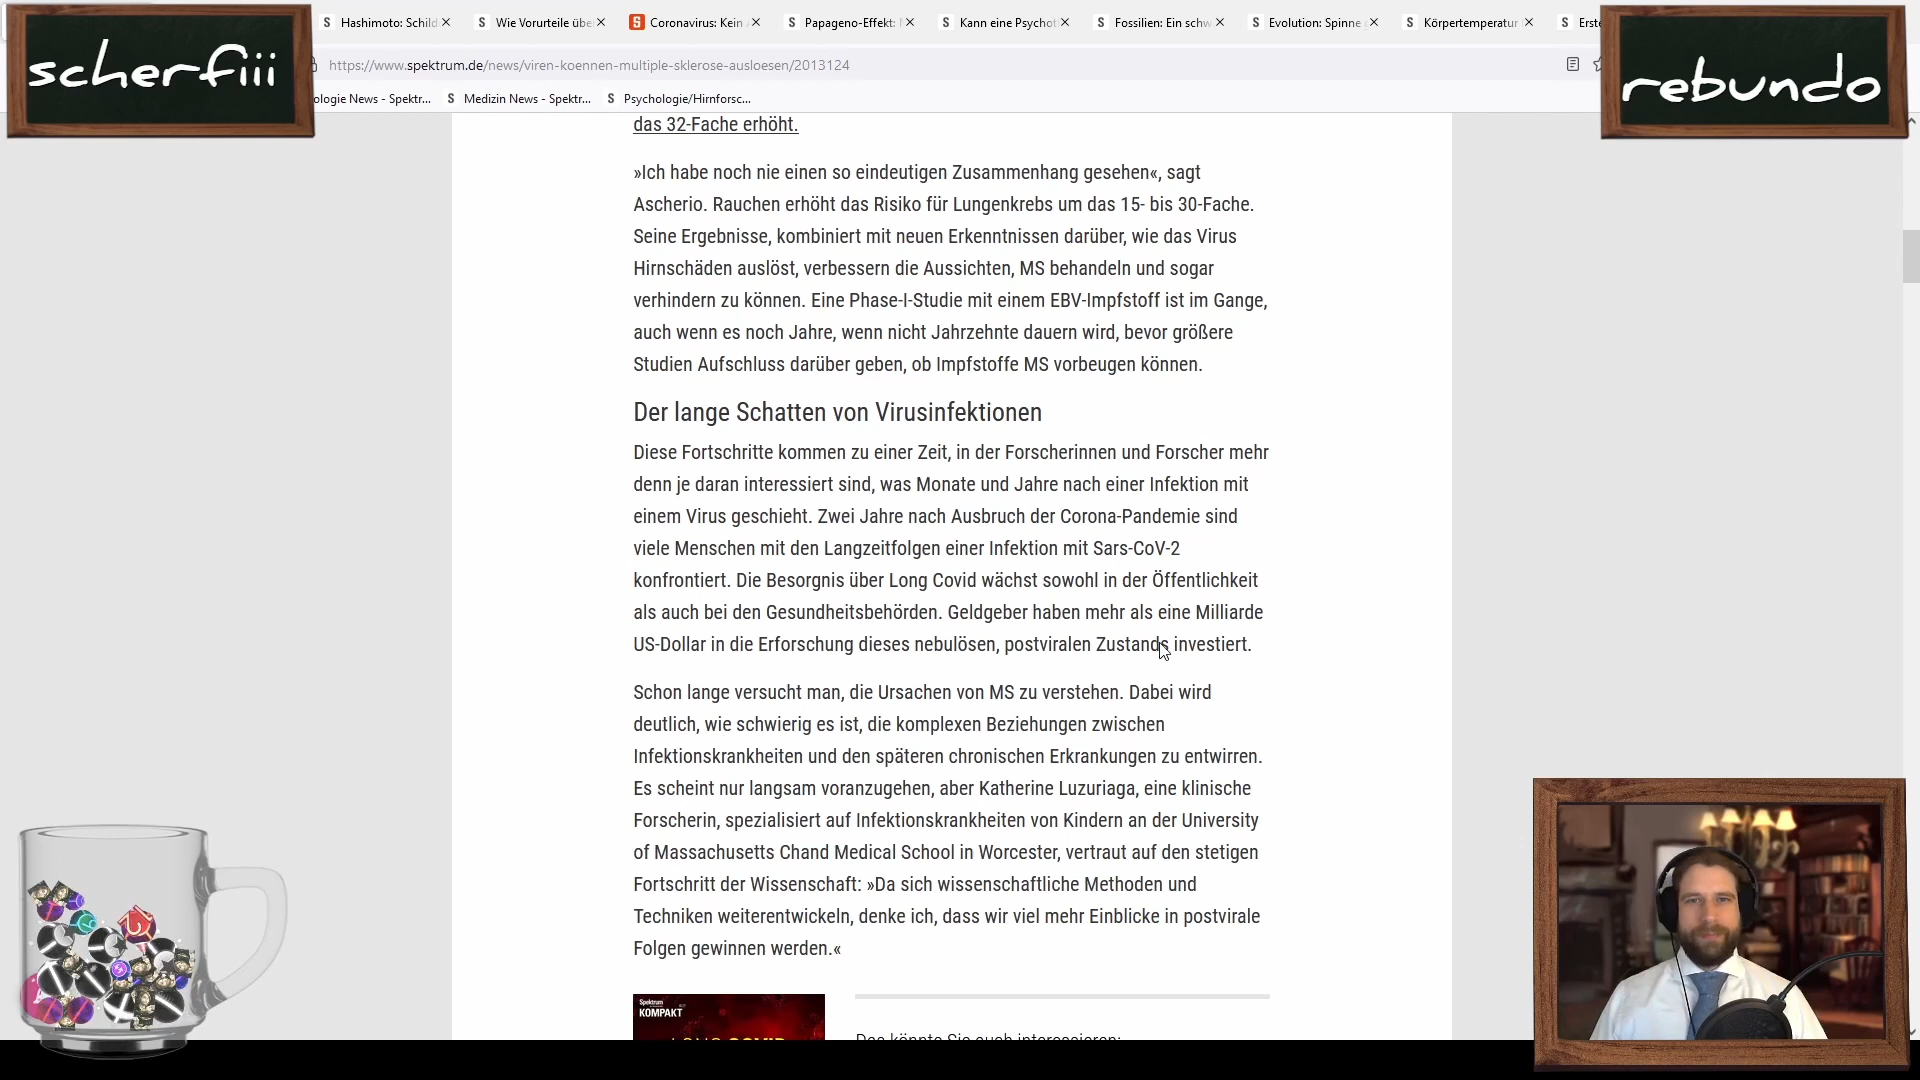 scherfiii
rebundo
Hashimoto: Schild
Wie Vorurteile übe
Coronavirus: Kein
Papageno-Effekt:
Kann eine Psychot
Fossilien: Ein schw
Evolution: Spinne
Körpertemperatur
Erste
https://www.spektrum.de/news/viren-koennen-multiple-sklerose-ausloesen/2013124
ologie News - Spektr...
Medizin News - Spektr...
Psychologie/Hirnforsc...
das 32-Fache erhöht.
»Ich habe noch nie einen so eindeutigen Zusammenhang gesehen«, sagt
Ascherio. Rauchen erhöht das Risiko für Lungenkrebs um das 15- bis 30-Fache.
Seine Ergebnisse, kombiniert mit neuen Erkenntnissen darüber, wie das Virus
Hirnschäden auslöst, verbessern die Aussichten, MS behandeln und sogar
verhindern zu können. Eine Phase-I-Studie mit einem EBV-Impfstoff ist im Gange,
auch wenn es noch Jahre, wenn nicht Jahrzehnte dauern wird, bevor größere
Studien Aufschluss darüber geben, ob Impfstoffe MS vorbeugen können.
Der lange Schatten von Virusinfektionen
Diese Fortschritte kommen zu einer Zeit, in der Forscherinnen und Forscher mehr
denn je daran interessiert sind, was Monate und Jahre nach einer Infektion mit
einem Virus geschieht. Zwei Jahre nach Ausbruch der Corona-Pandemie sind
viele Menschen mit den Langzeitfolgen einer Infektion mit Sars-CoV-2
konfrontiert. Die Besorgnis über Long Covid wächst sowohl in der Öffentlichkeit
als auch bei den Gesundheitsbehörden. Geldgeber haben mehr als eine Milliarde
US-Dollar in die Erforschung dieses nebulösen, postviralen Zustands investiert.
Schon lange versucht man, die Ursachen von MS zu verstehen. Dabei wird
deutlich, wie schwierig es ist, die komplexen Beziehungen zwischen
Infektionskrankheiten und den späteren chronischen Erkrankungen zu entwirren.
Es scheint nur langsam voranzugehen, aber Katherine Luzuriaga, eine klinische
Forscherin, spezialisiert auf Infektionskrankheiten von Kindern an der University
of Massachusetts Chand Medical School in Worcester, vertraut auf den stetigen
Fortschritt der Wissenschaft: »Da sich wissenschaftliche Methoden und
Techniken weiterentwickeln, denke ich, dass wir viel mehr Einblicke in postvirale
Folgen gewinnen werden.«
Spektrum
KOMPAKT
LONG COVID
Das könnte Sie auch interessieren: